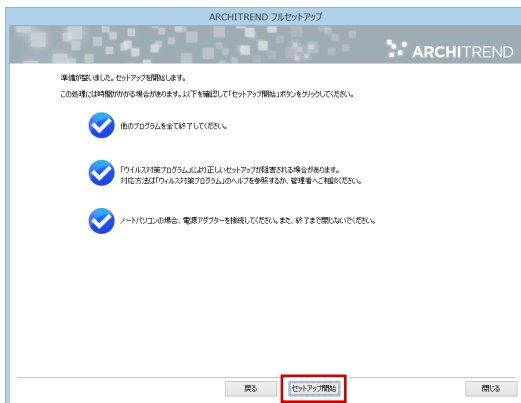 ARCHITREND フルセットアップ
ARCHITREND
準備が整いました。セットアップを開始します。
この処理には時間がかかる場合があります。以下を確認して「セットアップ開始」ボタンをクリックしてください。
他のプログラムを全て終了してください。
「ウイルス対策プログラム」により正しいセットアップが阻害される場合があります。
対応方法は「ウィルス対策プログラム」のヘルプを参照するか、管理者へご相談ください。
ノートパソコンの場合、電源アダプターを接続してください。また、終了まで閉じないでください。
戻る セットアップ開始 閉じる